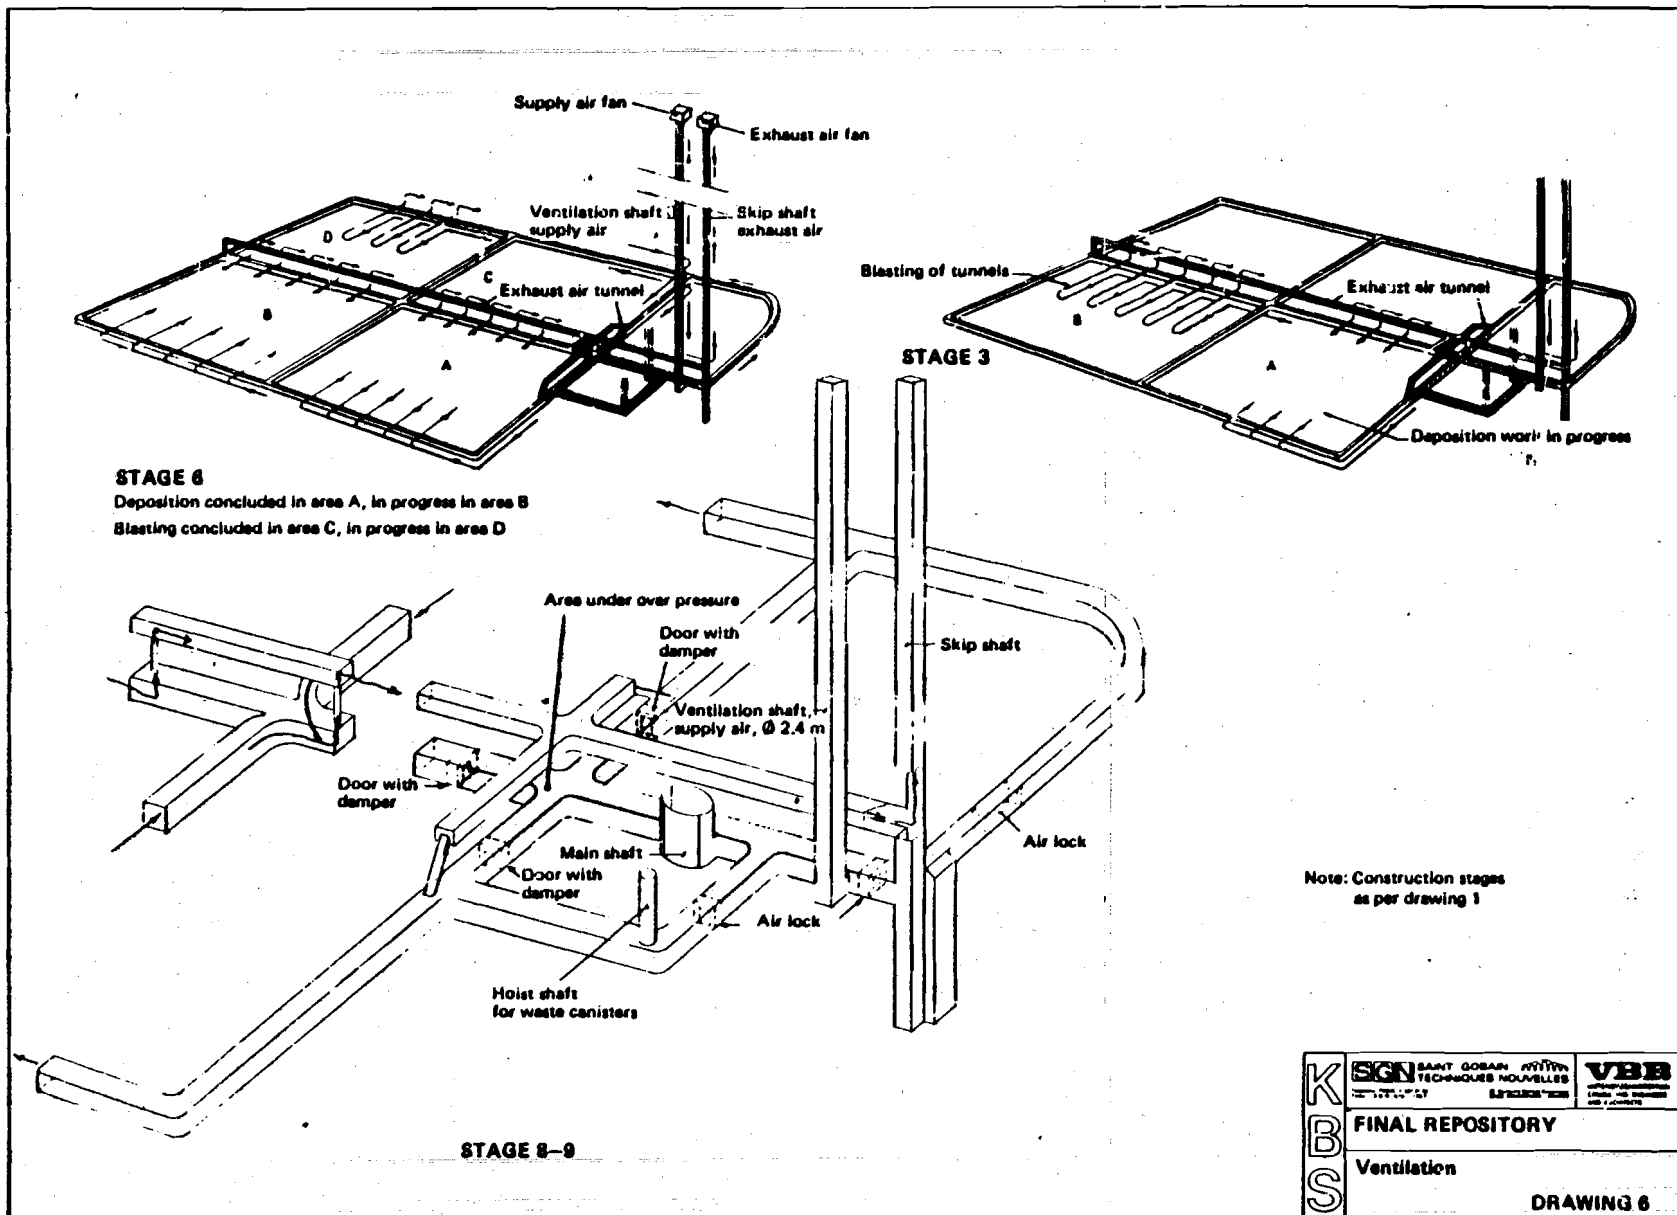 Supply air fan
Exhaust air fan
Ventilation shaft
supply air
Skip shaft
exhaust air
D
C
Exhaust air tunnel
B
A
STAGE 6
Deposition concluded in area A, in progress in area B
Blasting concluded in area C, in progress in area D
Blasting of tunnels
Exhaust air tunnel
B
A
STAGE 3
Deposition work in progress
Area under over pressure
Door with
damper
Skip shaft
Ventilation shaft,
supply air, Ø 2.4 m
Door with
damper
Main shaft
Door with
damper
Air lock
Air lock
Hoist shaft
for waste canisters
Note: Construction stages
as per drawing 1
STAGE 8–9
KBS
SGN SAINT GOBAIN
TECHNIQUES NOUVELLES
VBB
FINAL REPOSITORY
Ventilation
DRAWING 6